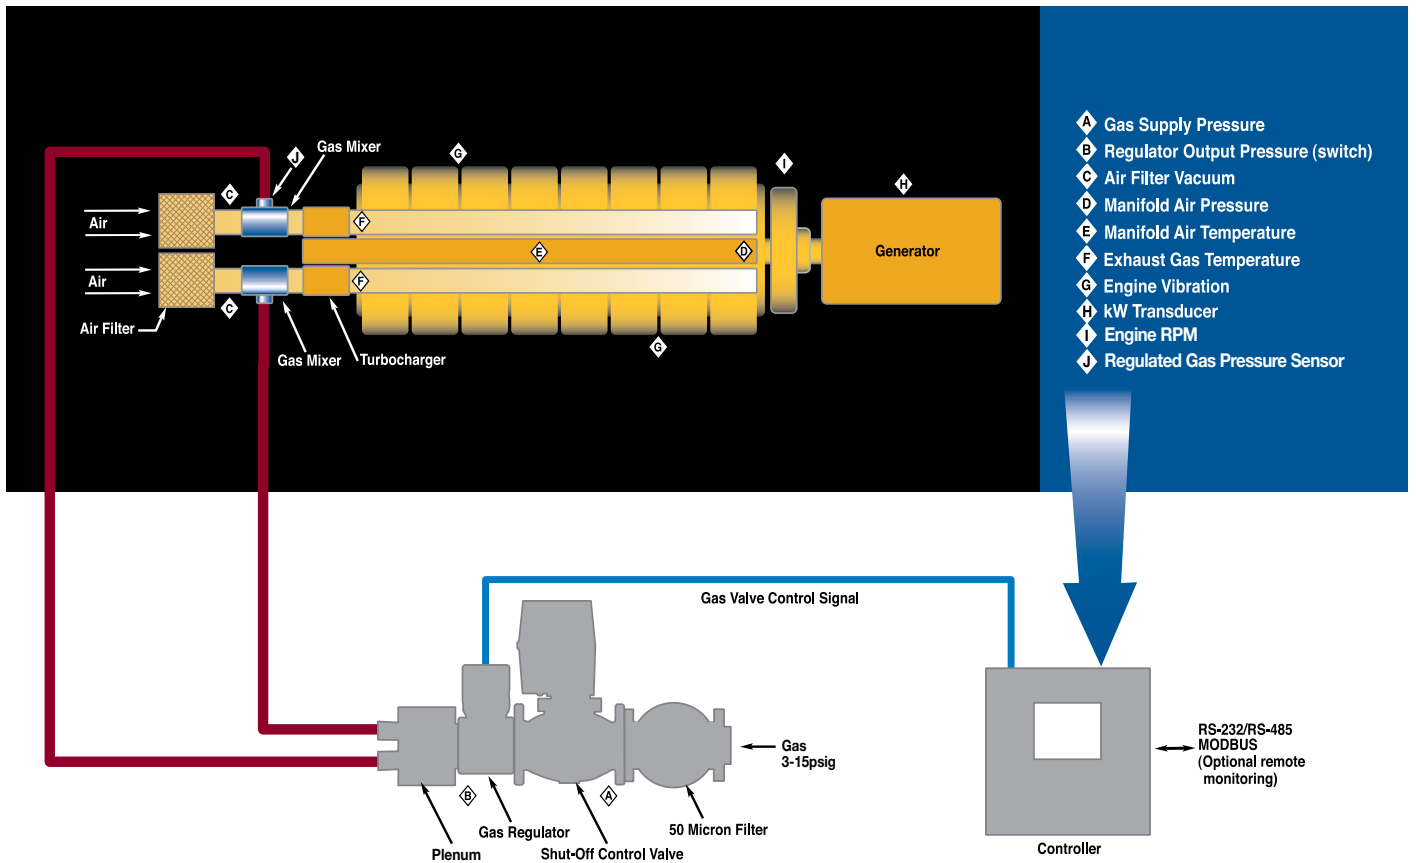 J
Gas Mixer
G
I
H
C
Air
F
E
D
Generator
Air
F
C
Air Filter
Gas Mixer
Turbocharger
G
A Gas Supply Pressure
B Regulator Output Pressure (switch)
C Air Filter Vacuum
D Manifold Air Pressure
E Manifold Air Temperature
F Exhaust Gas Temperature
G Engine Vibration
H kW Transducer
I Engine RPM
J Regulated Gas Pressure Sensor
Gas Valve Control Signal
Gas
3-15psig
RS-232/RS-485
MODBUS
(Optional remote
monitoring)
B
A
Gas Regulator
50 Micron Filter
Plenum
Shut-Off Control Valve
Controller